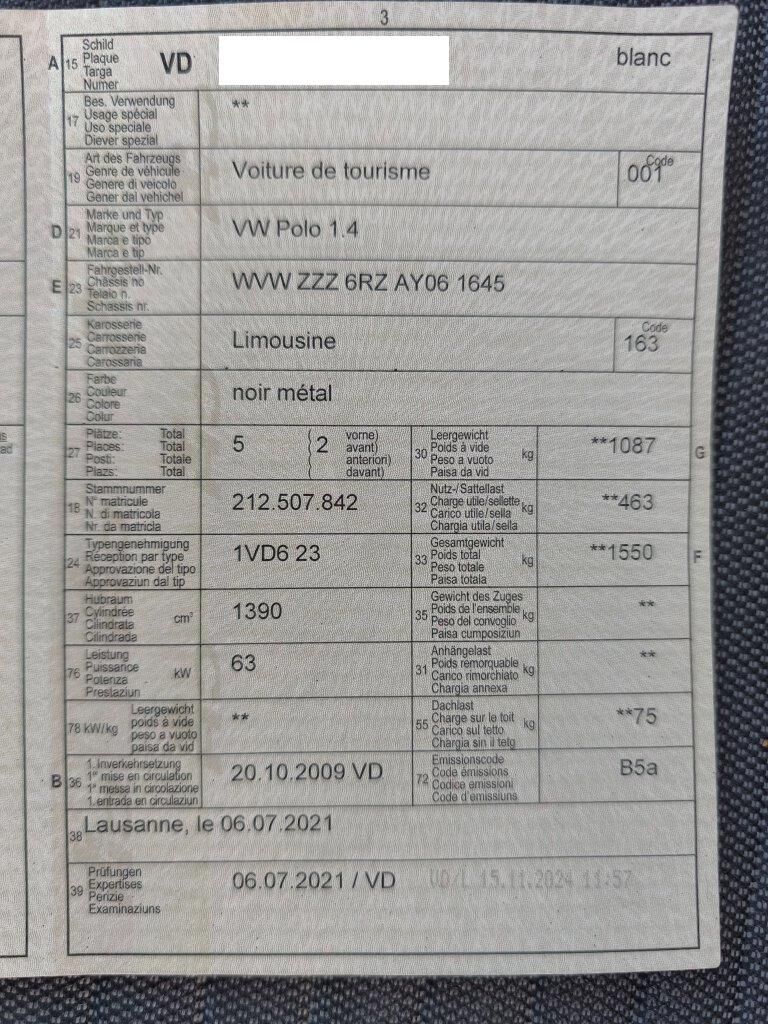 3
A 15 Schild
Plaque
Targa
Numer
VD
blanc
17 Bes. Verwendung
Usage spécial
Uso speciale
Diever spezial
**
19 Art des Fahrzeugs
Genre de véhicule
Genere di veicolo
Gener dal vehichel
Voiture de tourisme
Code
001
D 21 Marke und Typ
Marque et type
Marca e tipo
Marca e tip
VW Polo 1.4
E 23 Fahrgestell-Nr.
Châssis no
Telaio n.
Schassis nr.
WVW ZZZ 6RZ AY06 1645
25 Karosserie
Carrosserie
Carrozzeria
Carossaria
Limousine
Code
163
26 Farbe
Couleur
Colore
Colur
noir métal
27 Plätze: Total
Places: Total
Posti: Totale
Plazs: Total
5 ( 2 vorne)
avant)
anteriori)
davant)
30 Leergewicht
Poids à vide
Peso a vuoto
Paisa da vid
kg
**1087
G
18 Stammnummer
N° matricule
N. di matricola
Nr. da matricla
212.507.842
32 Nutz-/Sattellast
Charge utile/sellette
Carico utile/sella
Chargia utila/sella
kg
**463
24 Typengenehmigung
Réception par type
Approvazione del tipo
Approvaziun dal tip
1VD6 23
33 Gesamtgewicht
Poids total
Peso totale
Paisa totala
kg
**1550
F
37 Hubraum
Cylindrée
Cilindrata
Cilindrada
cm³
1390
35 Gewicht des Zuges
Poids de l'ensemble
Peso del convoglio
Paisa cumposiziun
kg
**
76 Leistung
Puissance
Potenza
Prestaziun
kW
63
31 Anhängelast
Poids remorquable
Carico rimorchiato
Chargia annexa
kg
**
78 kW/kg Leergewicht
poids à vide
peso a vuoto
paisa da vid
**
55 Dachlast
Charge sur le toit
Carico sul tetto
Chargia sin il tetg
kg
**75
B 36 1. Inverkehrsetzung
1re mise en circulation
1a messa in circolazione
1. entrada en circulaziun
20.10.2009 VD
72 Emissionscode
Code émissions
Codice emissioni
Code d'emissiuns
B5a
38 Lausanne, le 06.07.2021
39 Prüfungen
Expertises
Perizie
Examinaziuns
06.07.2021 / VD
VD/L 15.11.2024 11:57